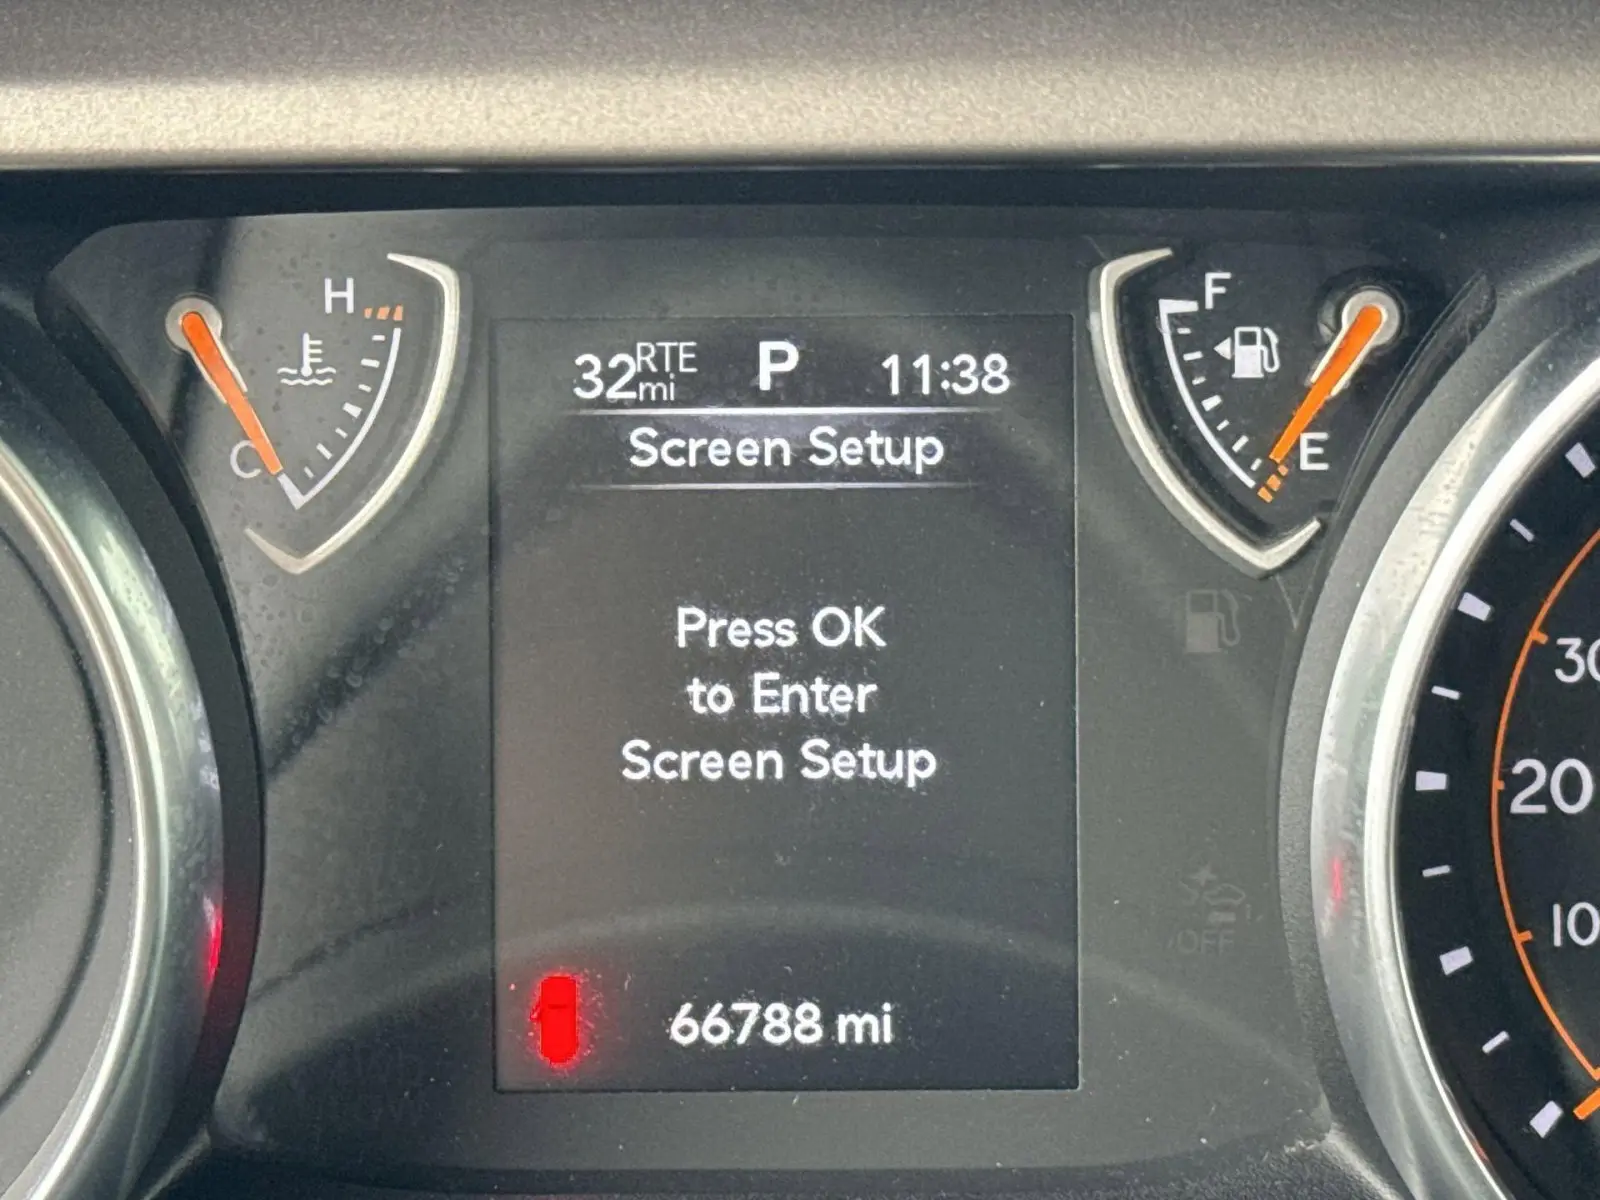 H
C
F
E
32 RTE mi P 11:38
Screen Setup
Press OK
to Enter
Screen Setup
66788 mi
OFF
30
20
10